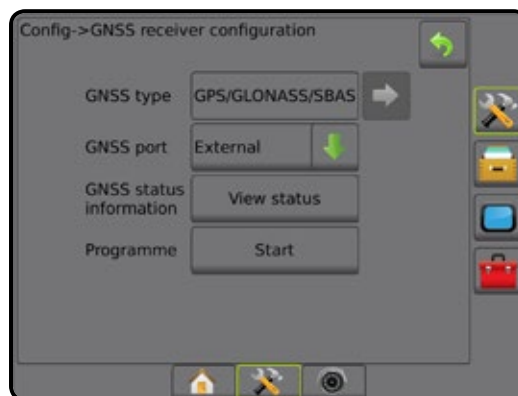 Config->GNSS receiver configuration
GNSS type
GPS/GLONASS/SBAS
GNSS port
External
GNSS status
information
View status
Programme
Start